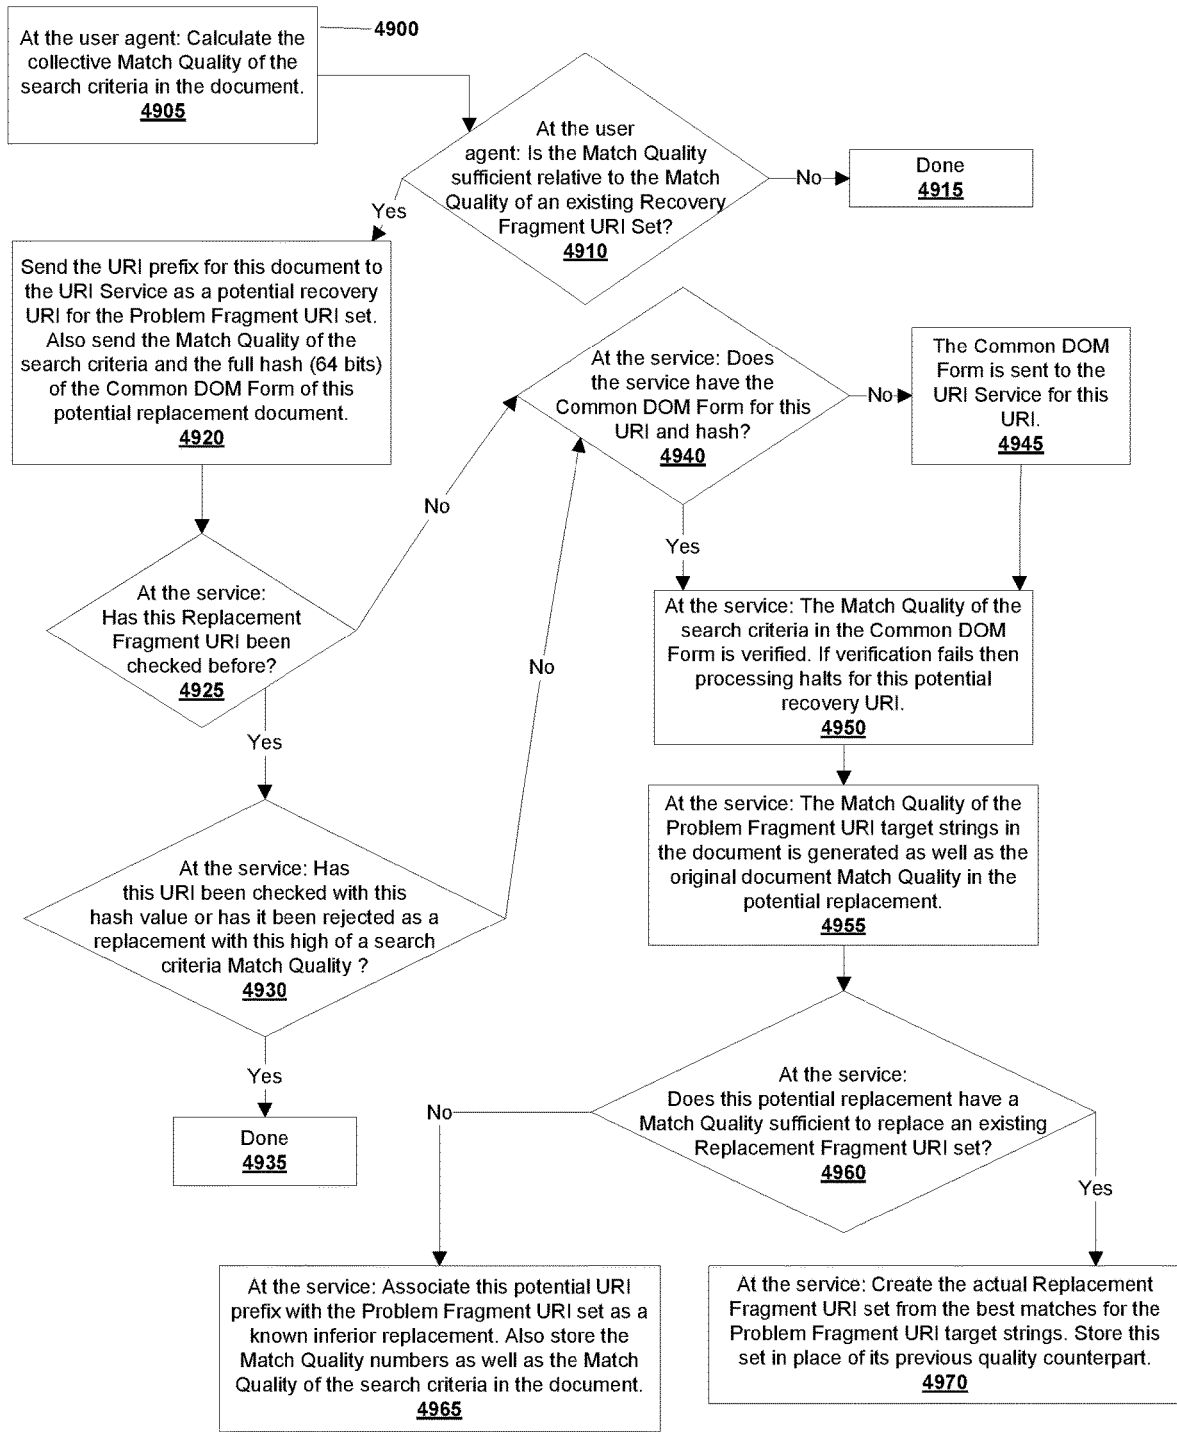 At the user agent: Calculate the
collective Match Quality of the
search criteria in the document.
4905
4900
At the user
agent: Is the Match Quality
sufficient relative to the Match
Quality of an existing Recovery
Fragment URI Set?
4910
No
Done
4915
Yes
Send the URI prefix for this document to
the URI Service as a potential recovery
URI for the Problem Fragment URI set.
Also send the Match Quality of the
search criteria and the full hash (64 bits)
of the Common DOM Form of this
potential replacement document.
4920
At the service: Does
the service have the
Common DOM Form for this
URI and hash?
4940
No
The Common DOM
Form is sent to the
URI Service for this
URI.
4945
No
Yes
At the service:
Has this Replacement
Fragment URI been
checked before?
4925
No
At the service: The Match Quality of the
search criteria in the Common DOM
Form is verified. If verification fails then
processing halts for this potential
recovery URI.
4950
Yes
At the service: The Match Quality of the
Problem Fragment URI target strings in
the document is generated as well as the
original document Match Quality in the
potential replacement.
4955
At the service: Has
this URI been checked with this
hash value or has it been rejected as a
replacement with this high of a search
criteria Match Quality ?
4930
Yes
Done
4935
At the service:
Does this potential replacement have a
Match Quality sufficient to replace an existing
Replacement Fragment URI set?
4960
No
Yes
At the service: Associate this potential URI
prefix with the Problem Fragment URI set as a
known inferior replacement. Also store the
Match Quality numbers as well as the Match
Quality of the search criteria in the document.
4965
At the service: Create the actual Replacement
Fragment URI set from the best matches for the
Problem Fragment URI target strings. Store this
set in place of its previous quality counterpart.
4970